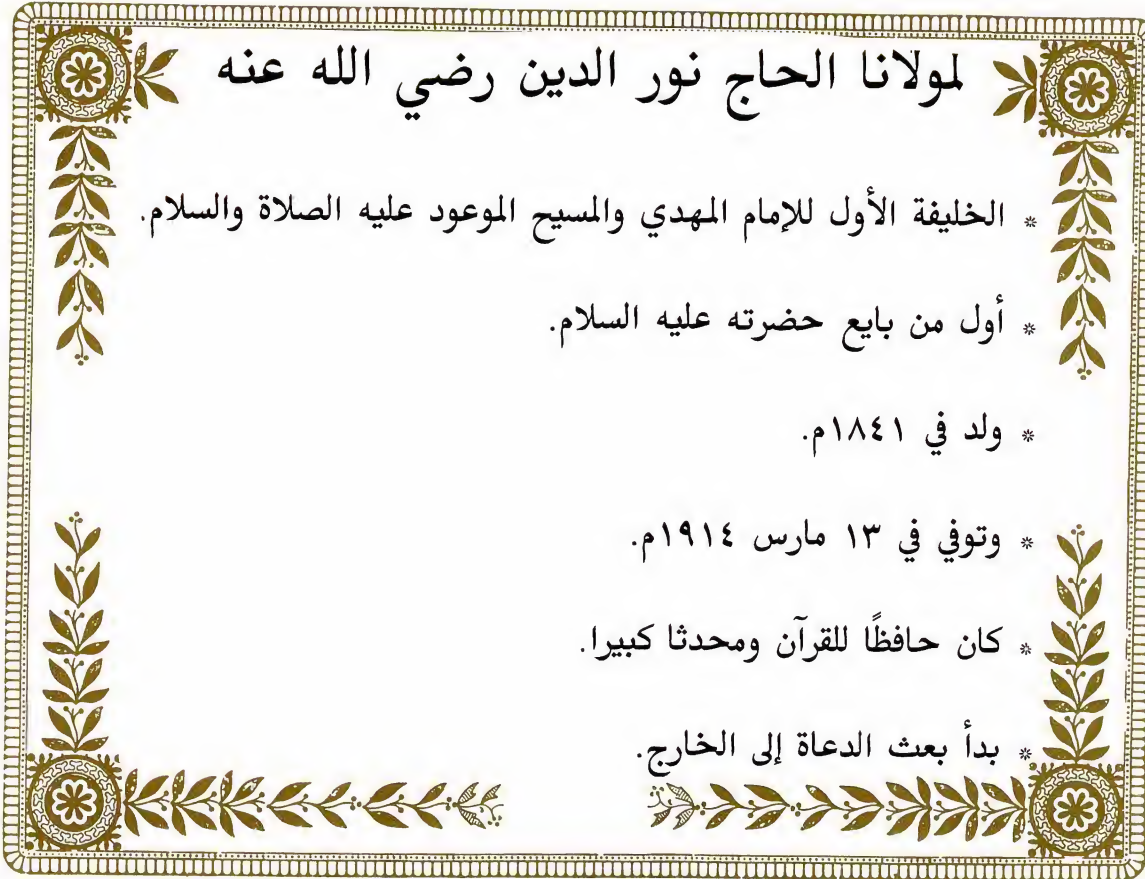 لمولانا الحاج نور الدين رضي الله عنه
* الخليفة الأول للإمام المهدي والمسيح الموعود عليه الصلاة والسلام.
* أول من بايع حضرته عليه السلام.
* ولد في ١٨٤١م.
* وتوفي في ١٣ مارس ١٩١٤م.
* كان حافظًا للقرآن ومحدثا كبيرا.
* بدأ بعث الدعاة إلى الخارج.